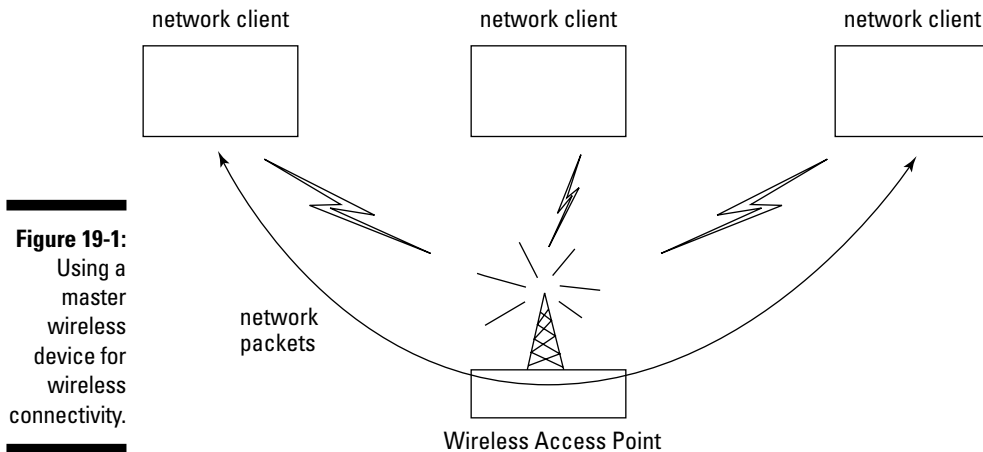 network client
network client
network client
Figure 19-1:
Using a
master
wireless
device for
wireless
connectivity.
network
packets
Wireless Access Point